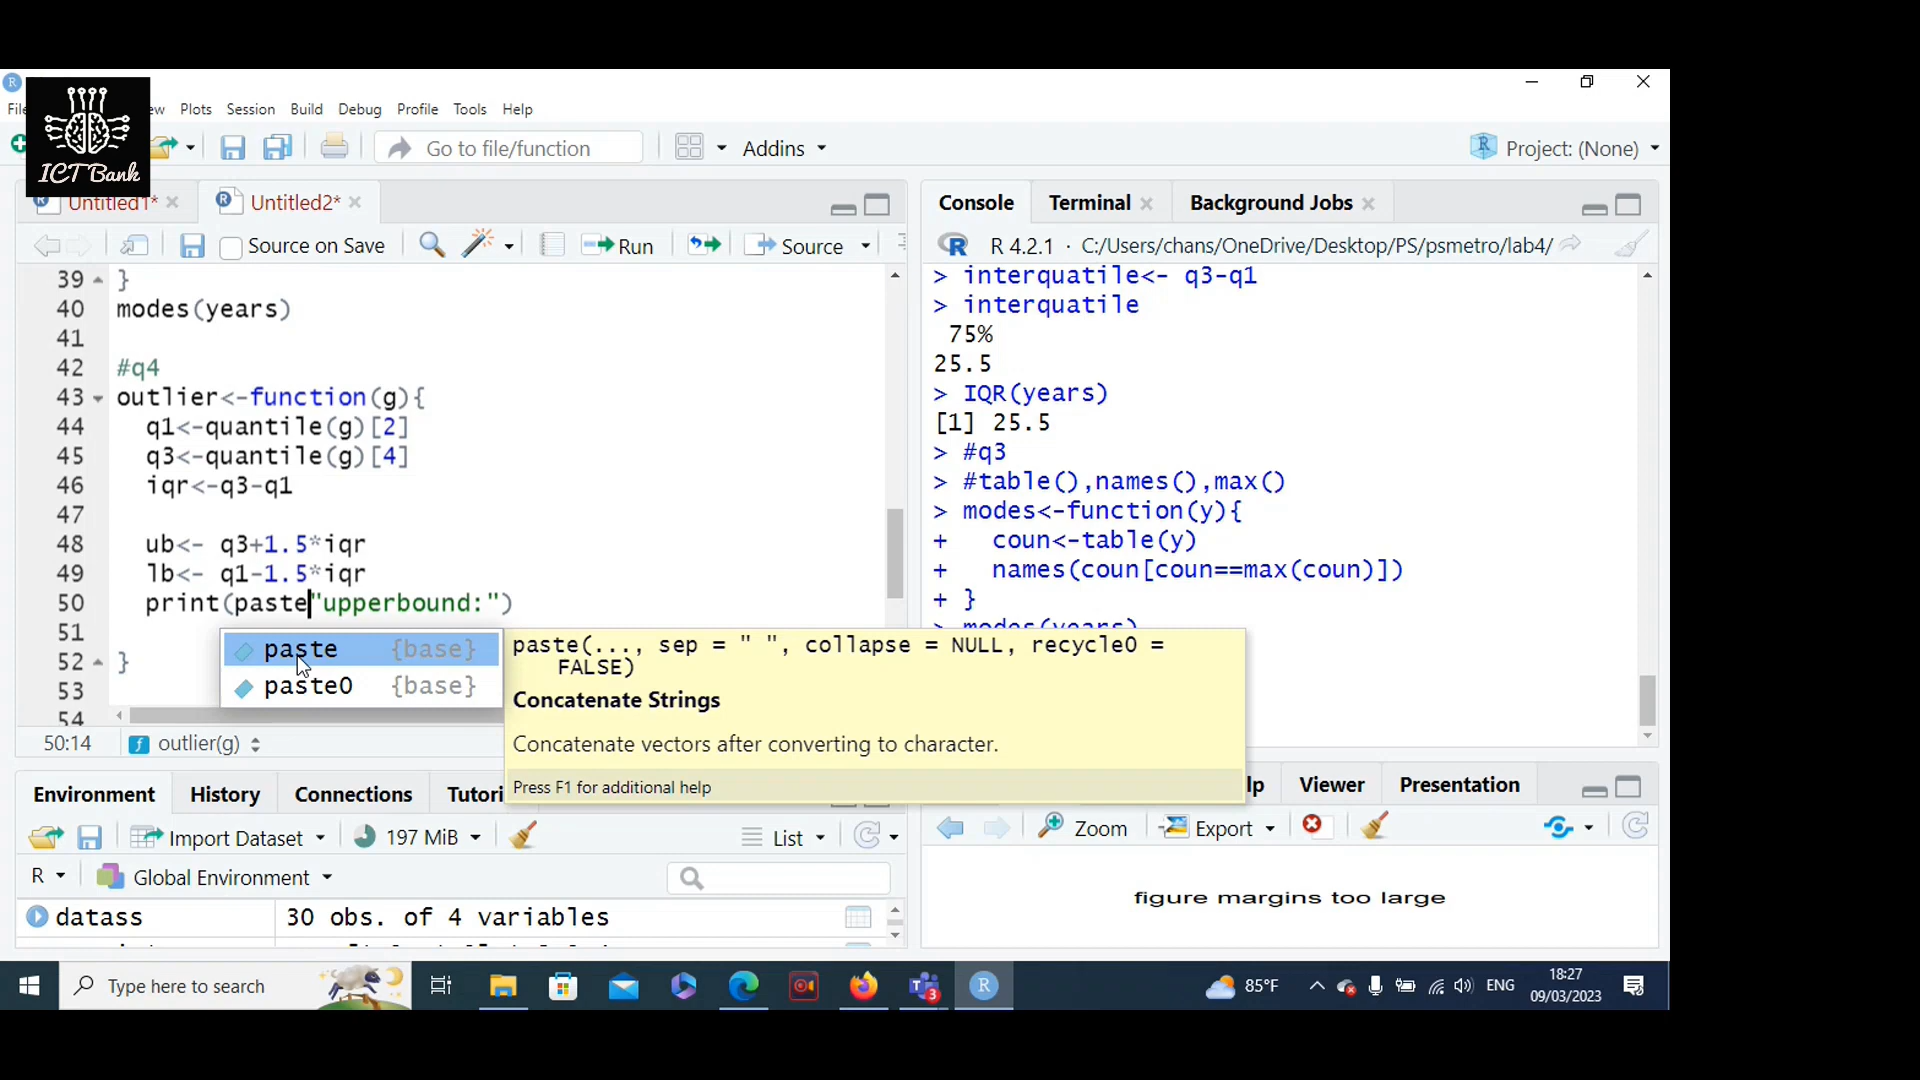 ICT Bank
Plots Session Build Debug Profile Tools Help
Go to file/function
Addins
Project: (None)
Untitled1*
Untitled2*
Source on Save
Run
Source
39 }
40 modes(years)
41
42 #q4
43 outlier<-function(g){
44 q1<-quantile(g)[2]
45 q3<-quantile(g)[4]
46 iqr<-q3-q1
47
48 ub<- q3+1.5*iqr
49 lb<- q1-1.5*iqr
50 print(paste"upperbound:")
51
52 }
53
54
paste {base}
paste0 {base}
paste(..., sep = " ", collapse = NULL, recycle0 =
FALSE)
Concatenate Strings
Concatenate vectors after converting to character.
Press F1 for additional help
50:14 outlier(g)
Console Terminal Background Jobs
R 4.2.1 · C:/Users/chans/OneDrive/Desktop/PS/psmetro/lab4/
> interquatile<- q3-q1
> interquatile
75%
25.5
> IQR(years)
[1] 25.5
> #q3
> #table(),names(),max()
> modes<-function(y){
+ coun<-table(y)
+ names(coun[coun==max(coun)])
+ }
> modes(years)
Environment History Connections Tutori
Import Dataset 197 MiB List
R Global Environment
datass 30 obs. of 4 variables
lp Viewer Presentation
Zoom Export
figure margins too large
Type here to search
85°F
ENG
18:27
09/03/2023